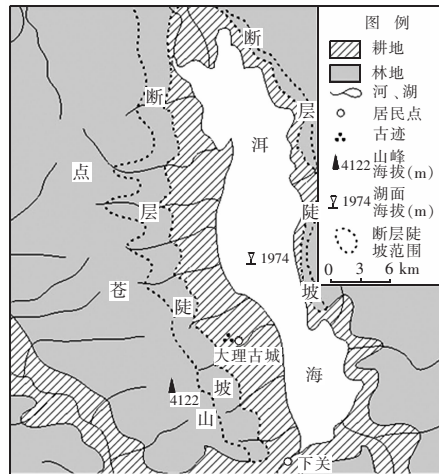 图 例
耕地
林地
河、湖
居民点
古迹
4122 山峰
海拔(m)
1974 湖面
海拔(m)
断层陡
坡范围
0 3 6 km
断
层
陡
坡
断
层
陡
坡
点
苍
山
洱
海
1974
大理古城
4122
下关